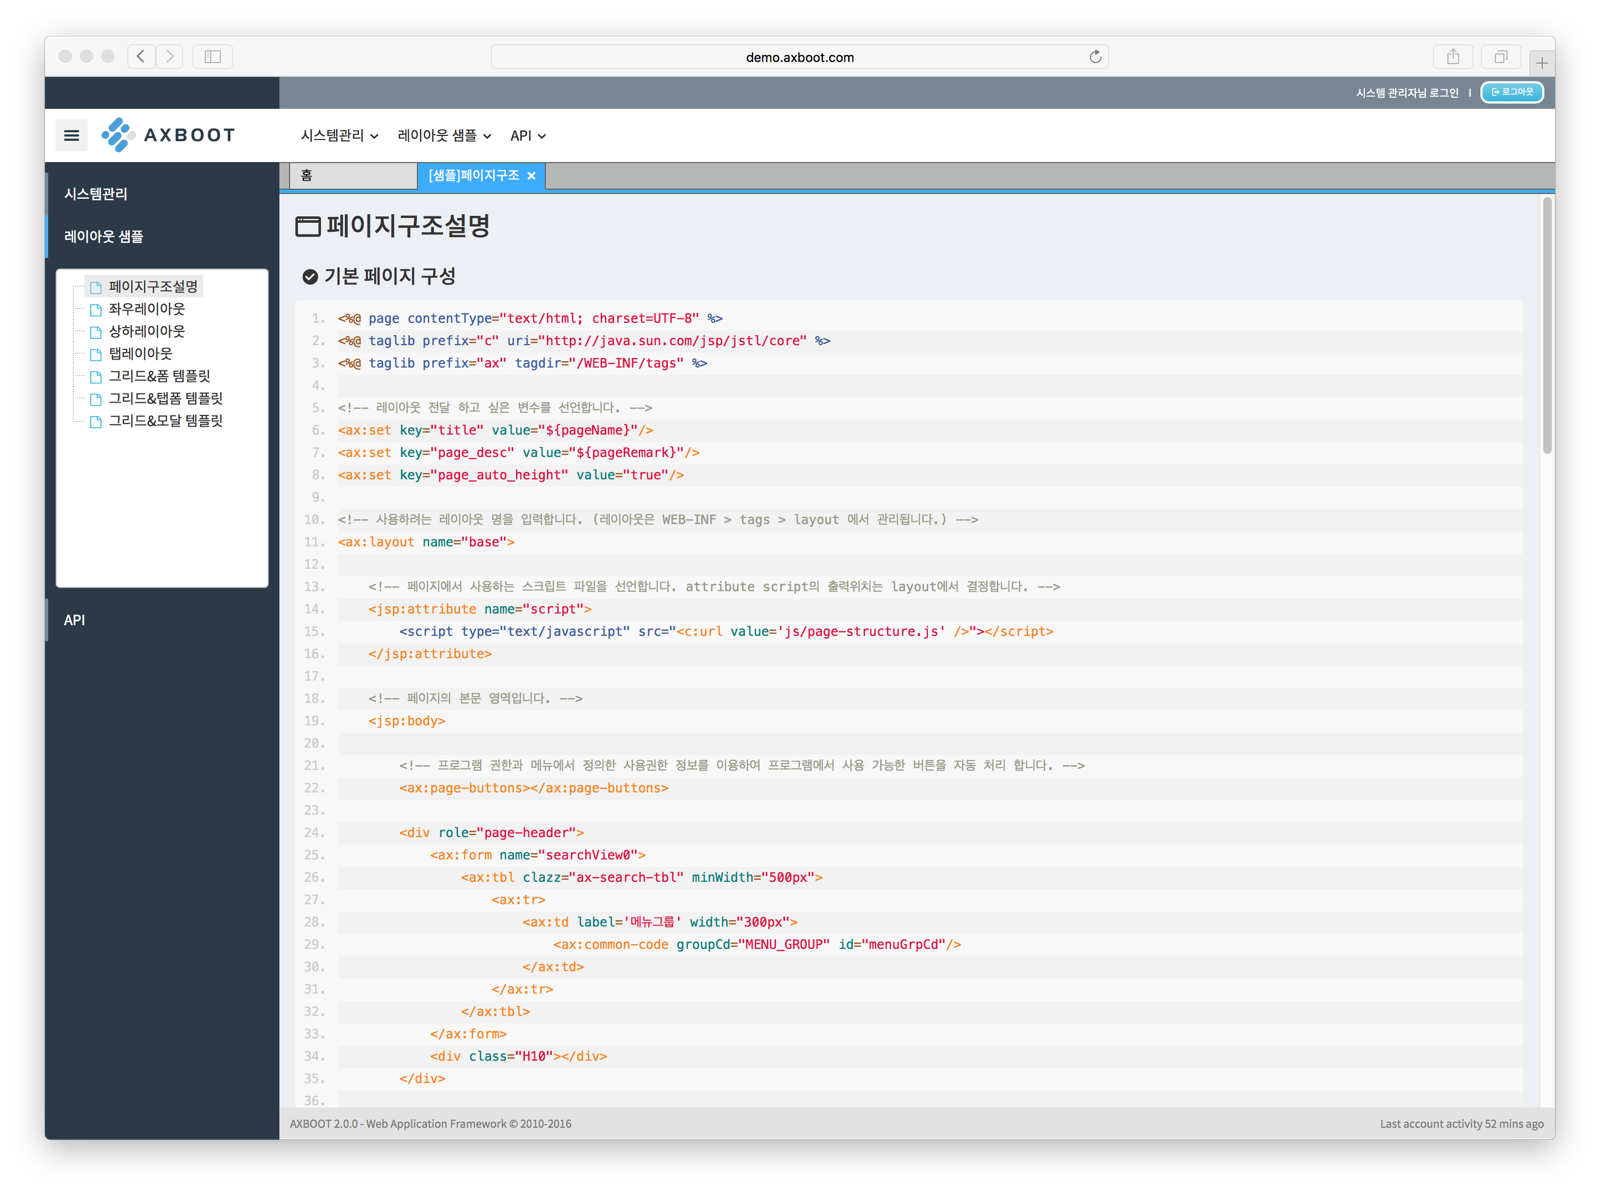 demo.axboot.com
시스템 관리자님 로그인 | 로그아웃
AXBOOT 시스템관리 레이아웃 샘플 API
홈 [샘플]페이지구조 ×
시스템관리
레이아웃 샘플
페이지구조설명
좌우레이아웃
상하레이아웃
탭레이아웃
그리드&폼 템플릿
그리드&탭폼 템플릿
그리드&모달 템플릿
API
페이지구조설명
기본 페이지 구성
1. <%@ page contentType="text/html; charset=UTF-8" %>
2. <%@ taglib prefix="c" uri="http://java.sun.com/jsp/jstl/core" %>
3. <%@ taglib prefix="ax" tagdir="/WEB-INF/tags" %>
4.
5. <!-- 레이아웃 전달 하고 싶은 변수를 선언합니다. -->
6. <ax:set key="title" value="${pageName}"/>
7. <ax:set key="page_desc" value="${pageRemark}"/>
8. <ax:set key="page_auto_height" value="true"/>
9.
10. <!-- 사용하려는 레이아웃 명을 입력합니다. (레이아웃은 WEB-INF > tags > layout 에서 관리됩니다.) -->
11. <ax:layout name="base">
12.
13. <!-- 페이지에서 사용하는 스크립트 파일을 선언합니다. attribute script의 출력위치는 layout에서 결정합니다. -->
14. <jsp:attribute name="script">
15. <script type="text/javascript" src="<c:url value='js/page-structure.js' />"></script>
16. </jsp:attribute>
17.
18. <!-- 페이지의 본문 영역입니다. -->
19. <jsp:body>
20.
21. <!-- 프로그램 권한과 메뉴에서 정의한 사용권한 정보를 이용하여 프로그램에서 사용 가능한 버튼을 자동 처리 합니다. -->
22. <ax:page-buttons></ax:page-buttons>
23.
24. <div role="page-header">
25. <ax:form name="searchView0">
26. <ax:tbl clazz="ax-search-tbl" minWidth="500px">
27. <ax:tr>
28. <ax:td label='메뉴그룹' width="300px">
29. <ax:common-code groupCd="MENU_GROUP" id="menuGrpCd"/>
30. </ax:td>
31. </ax:tr>
32. </ax:tbl>
33. </ax:form>
34. <div class="H10"></div>
35. </div>
36.
AXBOOT 2.0.0 - Web Application Framework © 2010-2016
Last account activity 52 mins ago